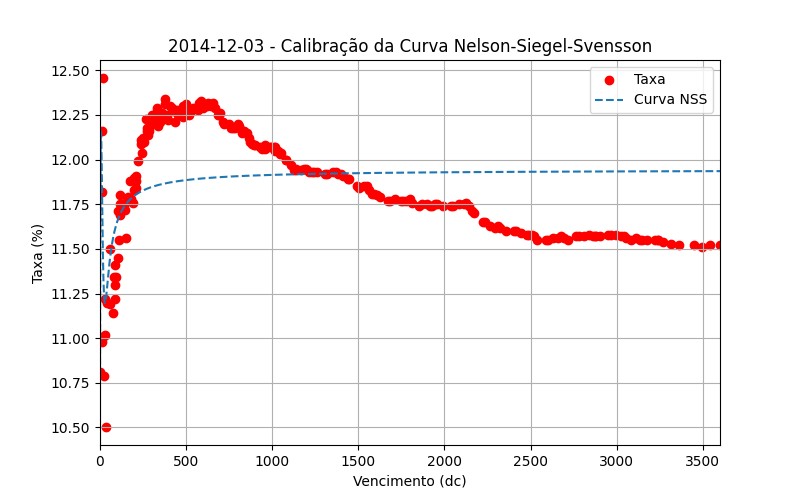 2014-12-03 - Calibração da Curva Nelson-Siegel-Svensson
Taxa
Curva NSS
12.50
12.25
12.00
11.75
11.50
11.25
11.00
10.75
10.50
Taxa (%)
0 500 1000 1500 2000 2500 3000 3500
Vencimento (dc)